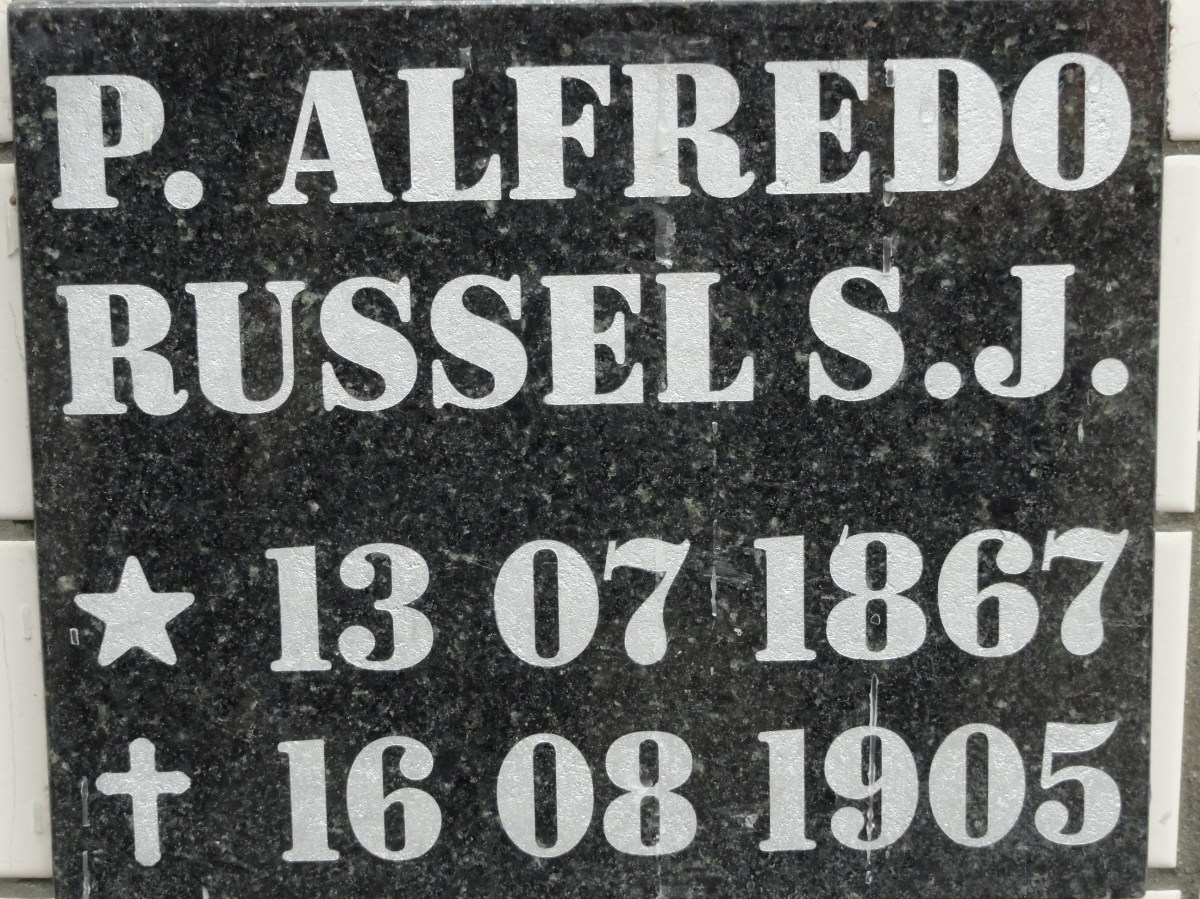 P. ALFREDO
RUSSEL S.J.
★ 13 07 1867
✝ 16 08 1905